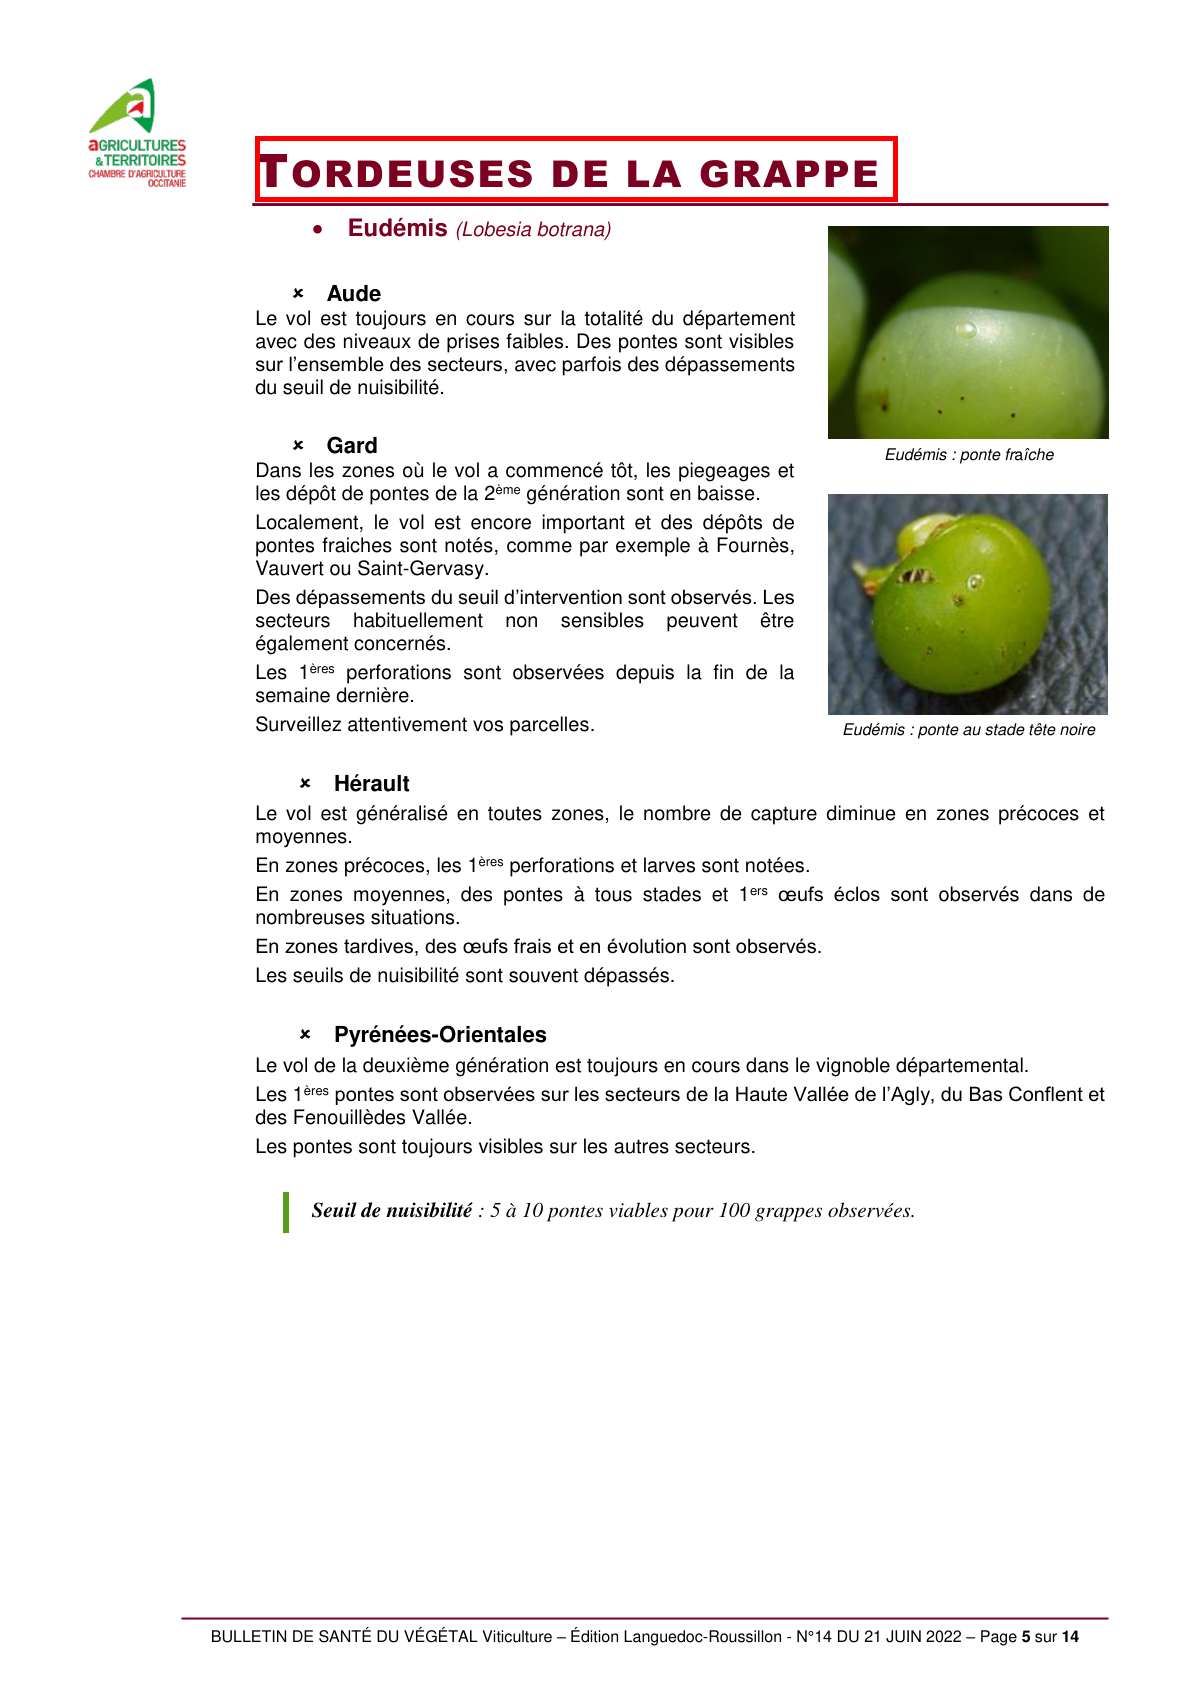 aGRICULTURES
& TERRITOIRES
CHAMBRE D'AGRICULTURE
OCCITANIE
TORDEUSES DE LA GRAPPE
• Eudémis (Lobesia botrana)
× Aude
Le vol est toujours en cours sur la totalité du département
avec des niveaux de prises faibles. Des pontes sont visibles
sur l'ensemble des secteurs, avec parfois des dépassements
du seuil de nuisibilité.
× Gard
Dans les zones où le vol a commencé tôt, les piegeages et
les dépôt de pontes de la 2ème génération sont en baisse.
Localement, le vol est encore important et des dépôts de
pontes fraiches sont notés, comme par exemple à Fournès,
Vauvert ou Saint-Gervasy.
Des dépassements du seuil d'intervention sont observés. Les
secteurs habituellement non sensibles peuvent être
également concernés.
Les 1ères perforations sont observées depuis la fin de la
semaine dernière.
Surveillez attentivement vos parcelles.
Eudémis : ponte fraîche
Eudémis : ponte au stade tête noire
× Hérault
Le vol est généralisé en toutes zones, le nombre de capture diminue en zones précoces et
moyennes.
En zones précoces, les 1ères perforations et larves sont notées.
En zones moyennes, des pontes à tous stades et 1ers œufs éclos sont observés dans de
nombreuses situations.
En zones tardives, des œufs frais et en évolution sont observés.
Les seuils de nuisibilité sont souvent dépassés.
× Pyrénées-Orientales
Le vol de la deuxième génération est toujours en cours dans le vignoble départemental.
Les 1ères pontes sont observées sur les secteurs de la Haute Vallée de l'Agly, du Bas Conflent et
des Fenouillèdes Vallée.
Les pontes sont toujours visibles sur les autres secteurs.
Seuil de nuisibilité : 5 à 10 pontes viables pour 100 grappes observées.
BULLETIN DE SANTÉ DU VÉGÉTAL Viticulture – Édition Languedoc-Roussillon - N°14 DU 21 JUIN 2022 – Page 5 sur 14